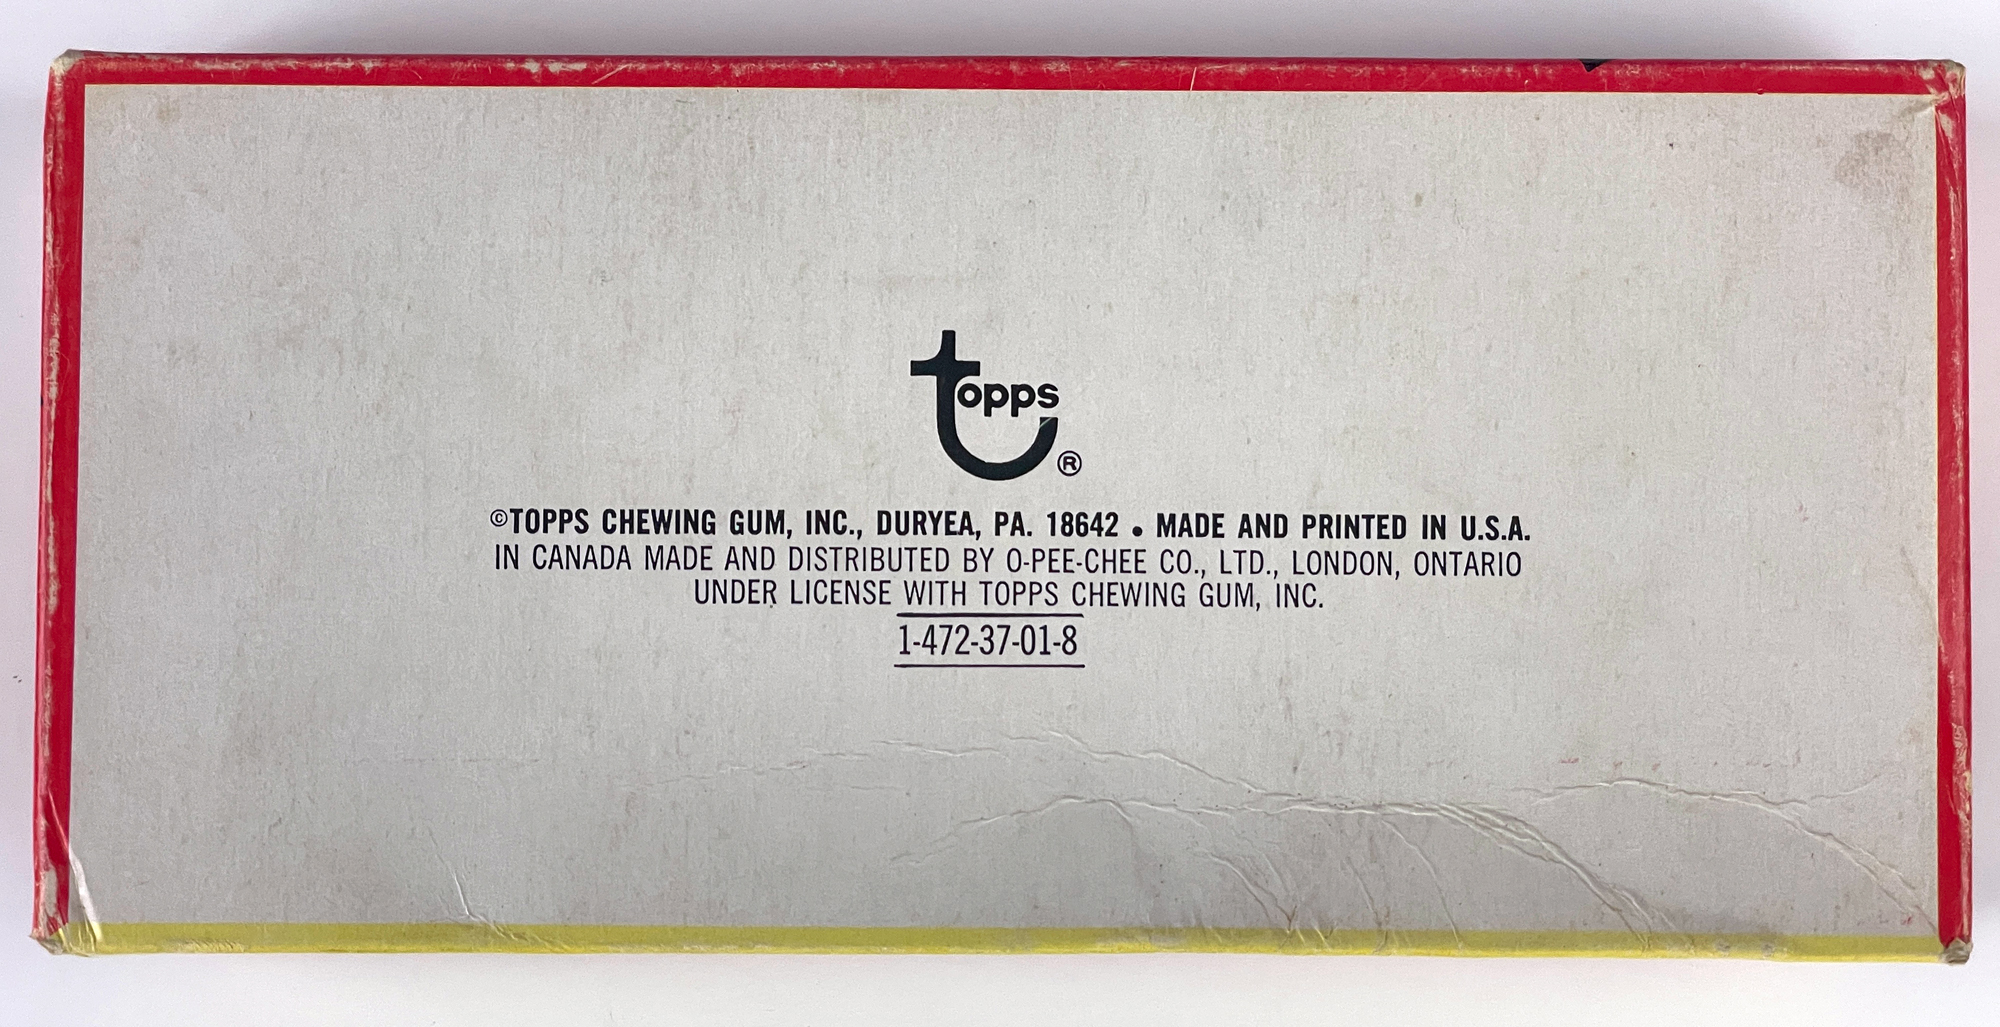 topps
®
©TOPPS CHEWING GUM, INC., DURYEA, PA. 18642 • MADE AND PRINTED IN U.S.A.
IN CANADA MADE AND DISTRIBUTED BY O-PEE-CHEE CO., LTD., LONDON, ONTARIO
UNDER LICENSE WITH TOPPS CHEWING GUM, INC.
1-472-37-01-8